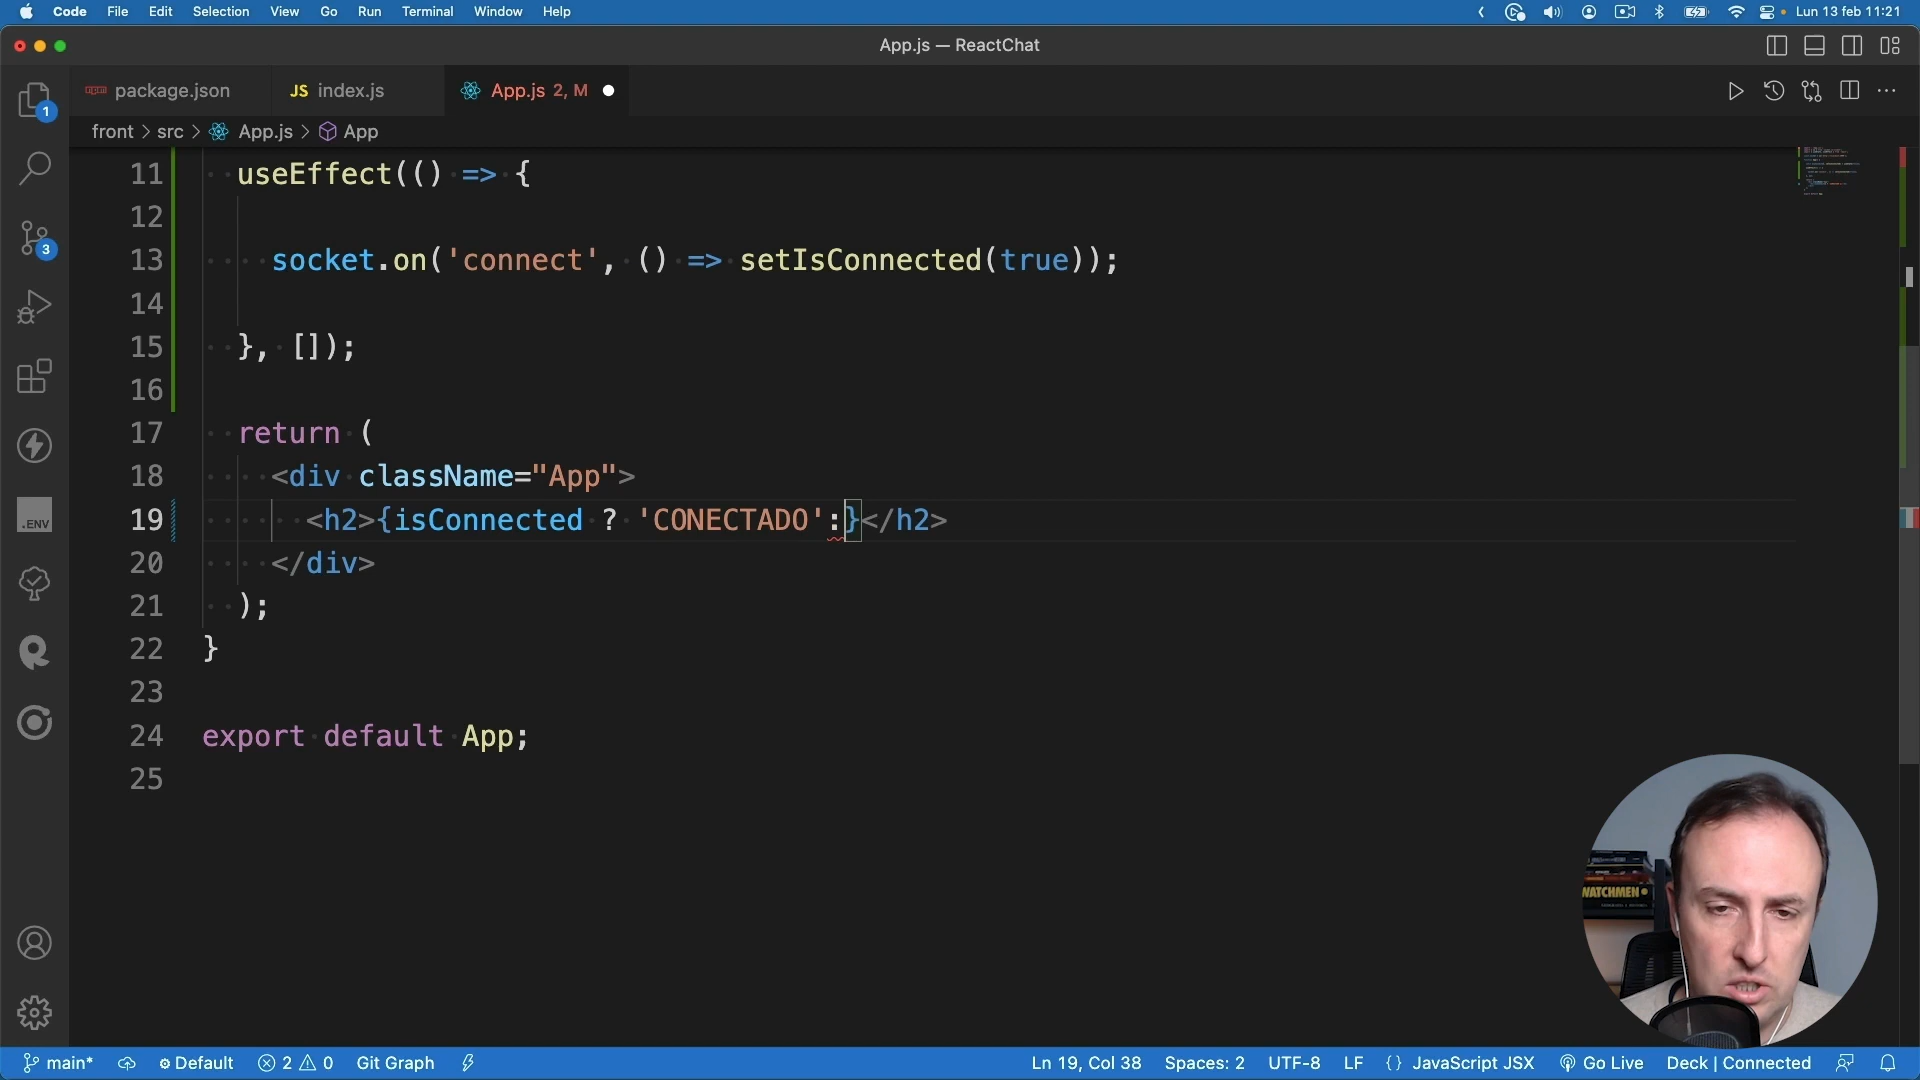 Code File Edit Selection View Go Run Terminal Window Help
Lun 13 feb 11:21
App.js — ReactChat
package.json
JS index.js
App.js 2, M
front > src > App.js > App
1
3
.ENV
11 useEffect(() => {
12
13 socket.on('connect', () => setIsConnected(true));
14
15 }, []);
16
17 return (
18 <div className="App">
19 <h2>{isConnected ? 'CONECTADO':}</h2>
20 </div>
21 );
22 }
23
24 export default App;
25
WATCHMEN
main* Default 2 0 Git Graph
Ln 19, Col 38 Spaces: 2 UTF-8 LF {} JavaScript JSX Go Live Deck | Connected